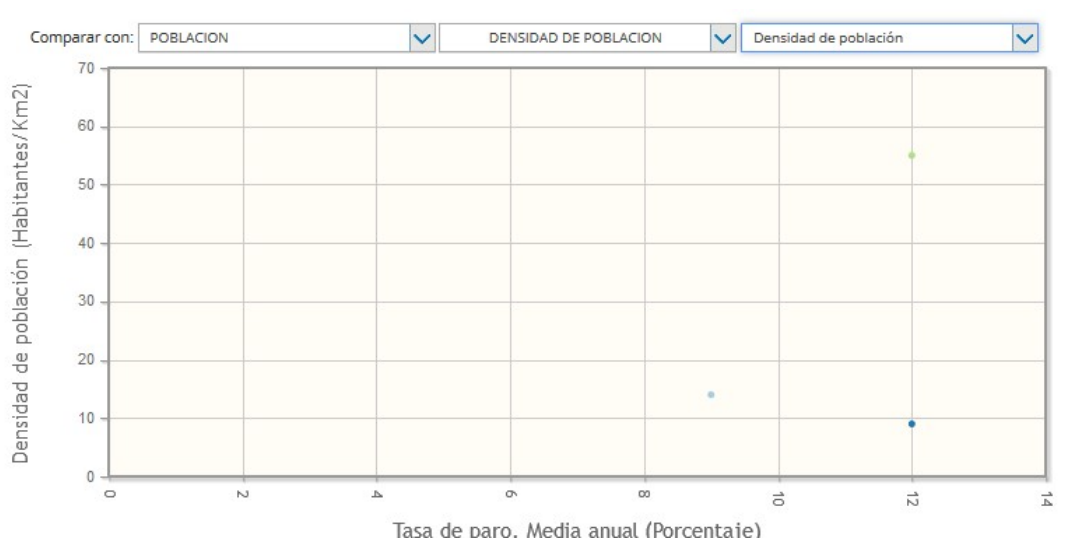 Comparar con: POBLACION DENSIDAD DE POBLACION Densidad de población
Densidad de población (Habitantes/Km2)
70
60
50
40
30
20
10
0
0 2 4 6 8 10 12 14
Tasa de paro. Media anual (Porcentaje)